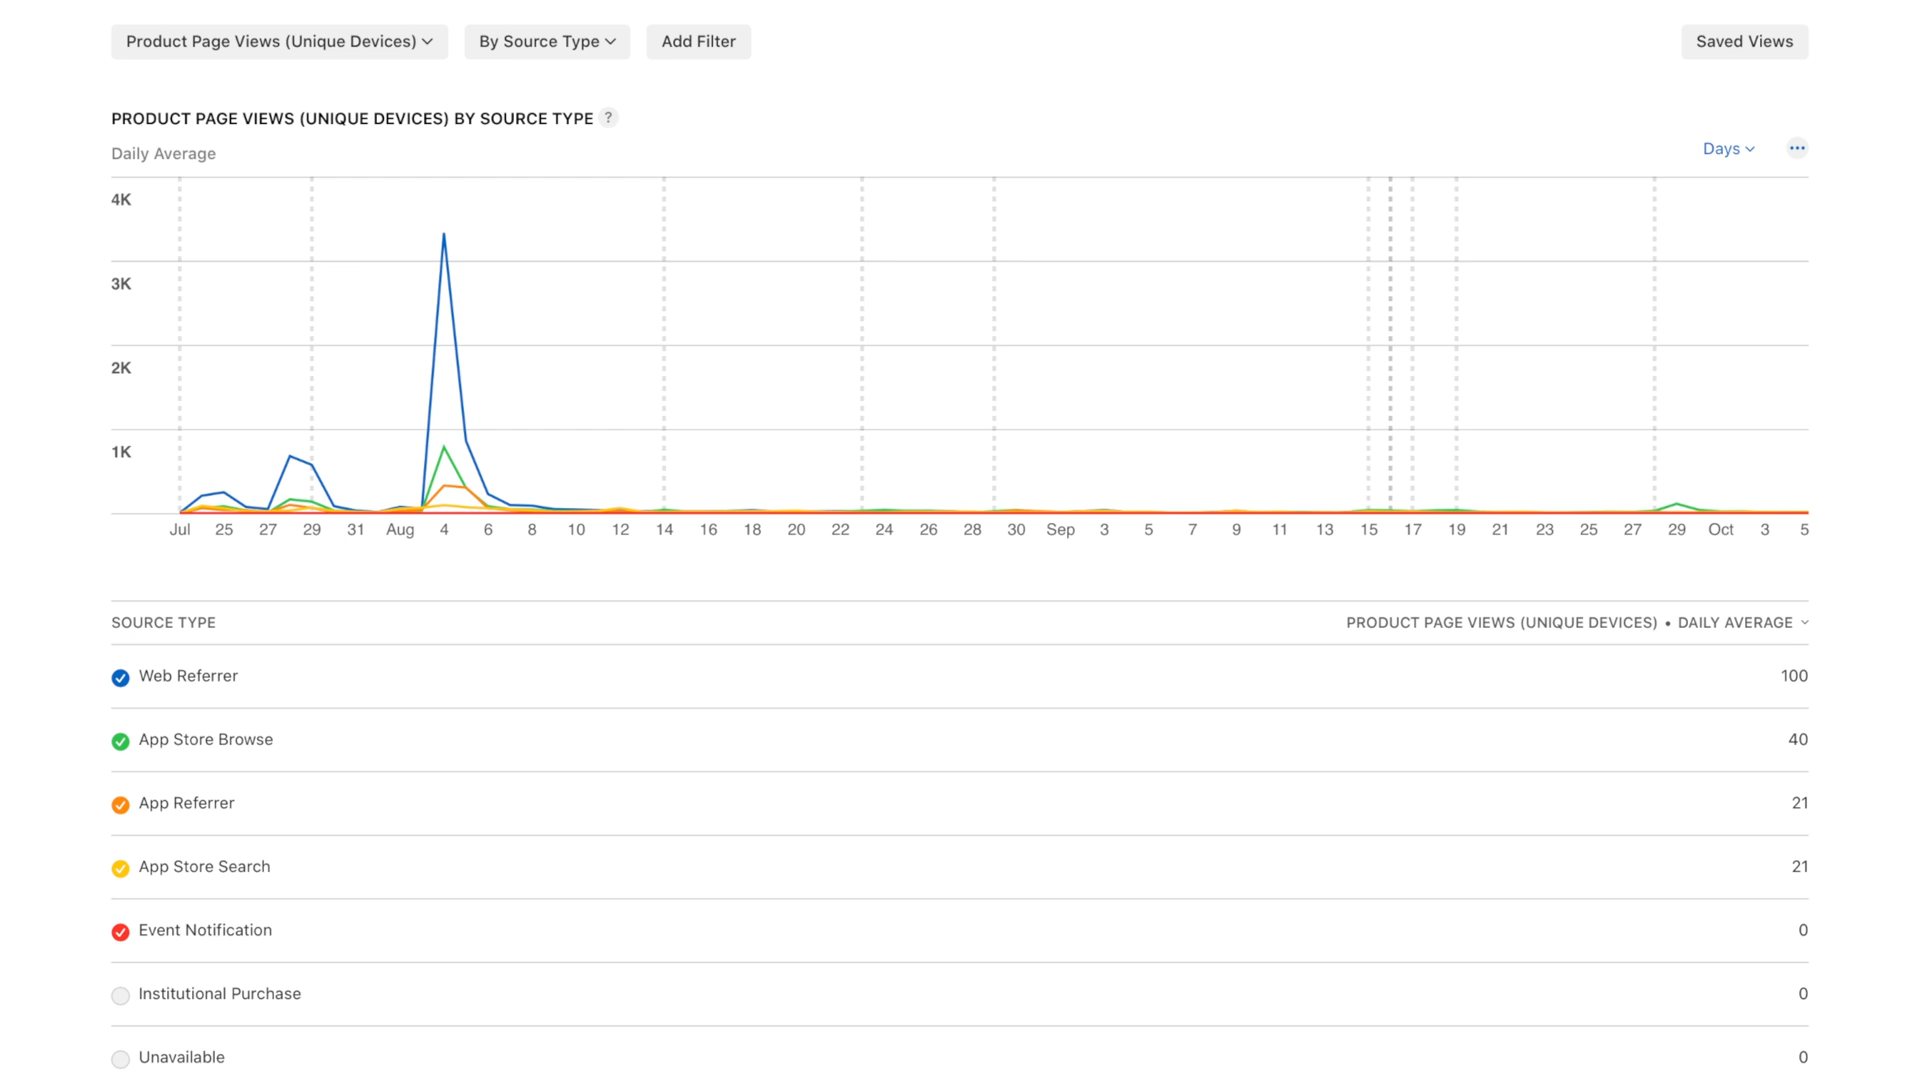 Product Page Views (Unique Devices) By Source Type Add Filter Saved Views
PRODUCT PAGE VIEWS (UNIQUE DEVICES) BY SOURCE TYPE ?
Daily Average
Days
4K
3K
2K
1K
Jul 25 27 29 31 Aug 4 6 8 10 12 14 16 18 20 22 24 26 28 30 Sep 3 5 7 9 11 13 15 17 19 21 23 25 27 29 Oct 3 5
SOURCE TYPE PRODUCT PAGE VIEWS (UNIQUE DEVICES) • DAILY AVERAGE
Web Referrer 100
App Store Browse 40
App Referrer 21
App Store Search 21
Event Notification 0
Institutional Purchase 0
Unavailable 0